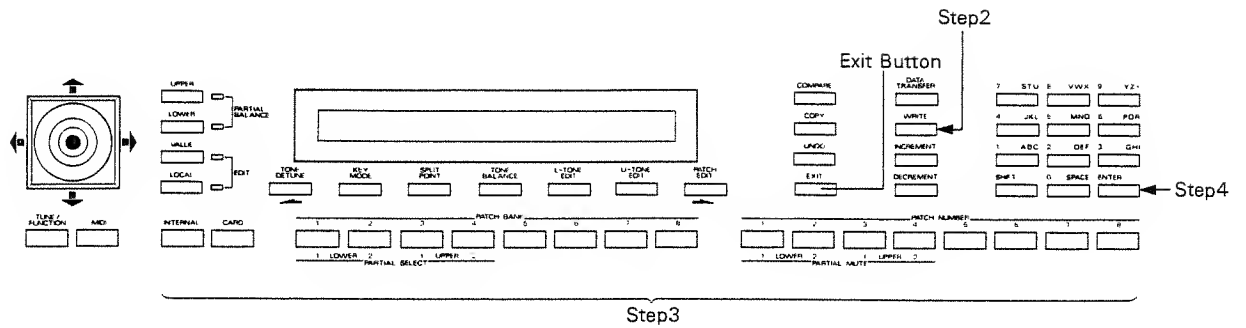 Step2
Exit Button
UPPER
LOWER
PARTIAL BALANCE
VALUE
LOCAL
EDIT
COMPARE
COPY
UNDO
EXIT
DATA TRANSFER
WRITE
INCREMENT
DECREMENT
7 STU 8 VWX 9 YZ
4 JKL 5 MNO 6 PQR
1 ABC 2 DEF 3 GHI
SHIFT 0 SPACE ENTER
Step4
TONE DETUNE
KEY MODE
SPLIT POINT
TONE BALANCE
L-TONE EDIT
U-TONE EDIT
PATCH EDIT
TUNE/ FUNCTION
MIDI
INTERNAL
CARD
PATCH BANK
1 2 3 4 5 6 7 8
1 LOWER 2 1 UPPER 2
PARTIAL SELECT
PATCH NUMBER
1 2 3 4 5 6 7 8
1 LOWER 2 1 UPPER 2
PARTIAL MUTE
Step3